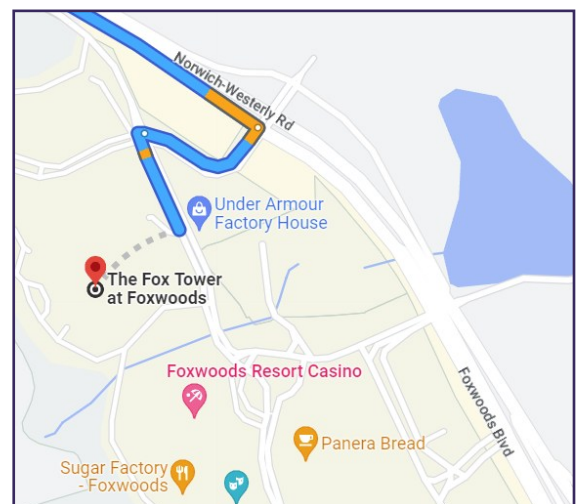 Norwich-Westerly Rd
Under Armour
Factory House
The Fox Tower
at Foxwoods
Foxwoods Resort Casino
Foxwoods Blvd
Panera Bread
Sugar Factory
- Foxwoods